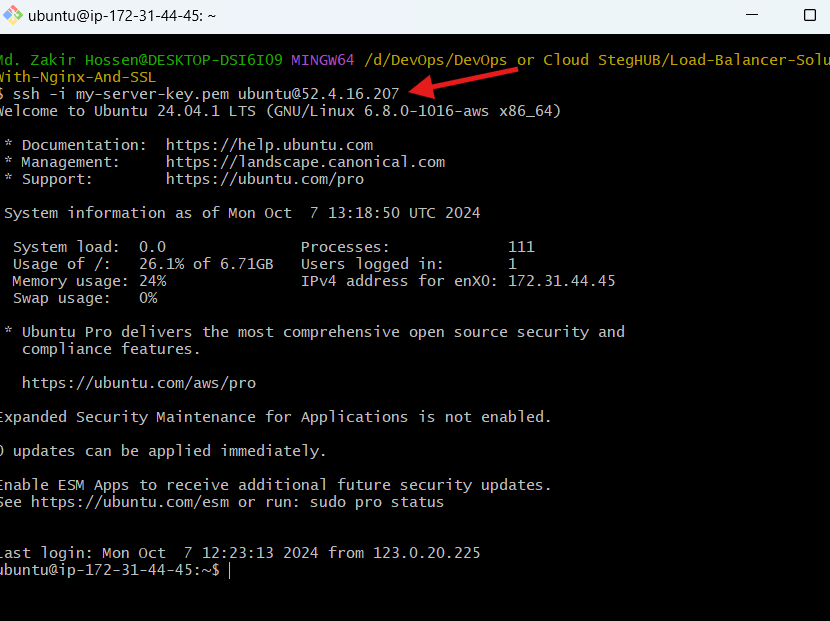 ubuntu@ip-172-31-44-45: ~
Md. Zakir Hossen@DESKTOP-DSI6IO9 MINGW64 /d/DevOps/DevOps or Cloud StegHUB/Load-Balancer-Solu
With-Nginx-And-SSL
$ ssh -i my-server-key.pem ubuntu@52.4.16.207
Welcome to Ubuntu 24.04.1 LTS (GNU/Linux 6.8.0-1016-aws x86_64)
* Documentation:  https://help.ubuntu.com
* Management:     https://landscape.canonical.com
* Support:        https://ubuntu.com/pro
System information as of Mon Oct  7 13:18:50 UTC 2024
System load:  0.0               Processes:             111
Usage of /:   26.1% of 6.71GB   Users logged in:       1
Memory usage: 24%               IPv4 address for enX0: 172.31.44.45
Swap usage:   0%
* Ubuntu Pro delivers the most comprehensive open source security and
compliance features.
https://ubuntu.com/aws/pro
Expanded Security Maintenance for Applications is not enabled.
0 updates can be applied immediately.
Enable ESM Apps to receive additional future security updates.
See https://ubuntu.com/esm or run: sudo pro status
Last login: Mon Oct  7 12:23:13 2024 from 123.0.20.225
ubuntu@ip-172-31-44-45:~$